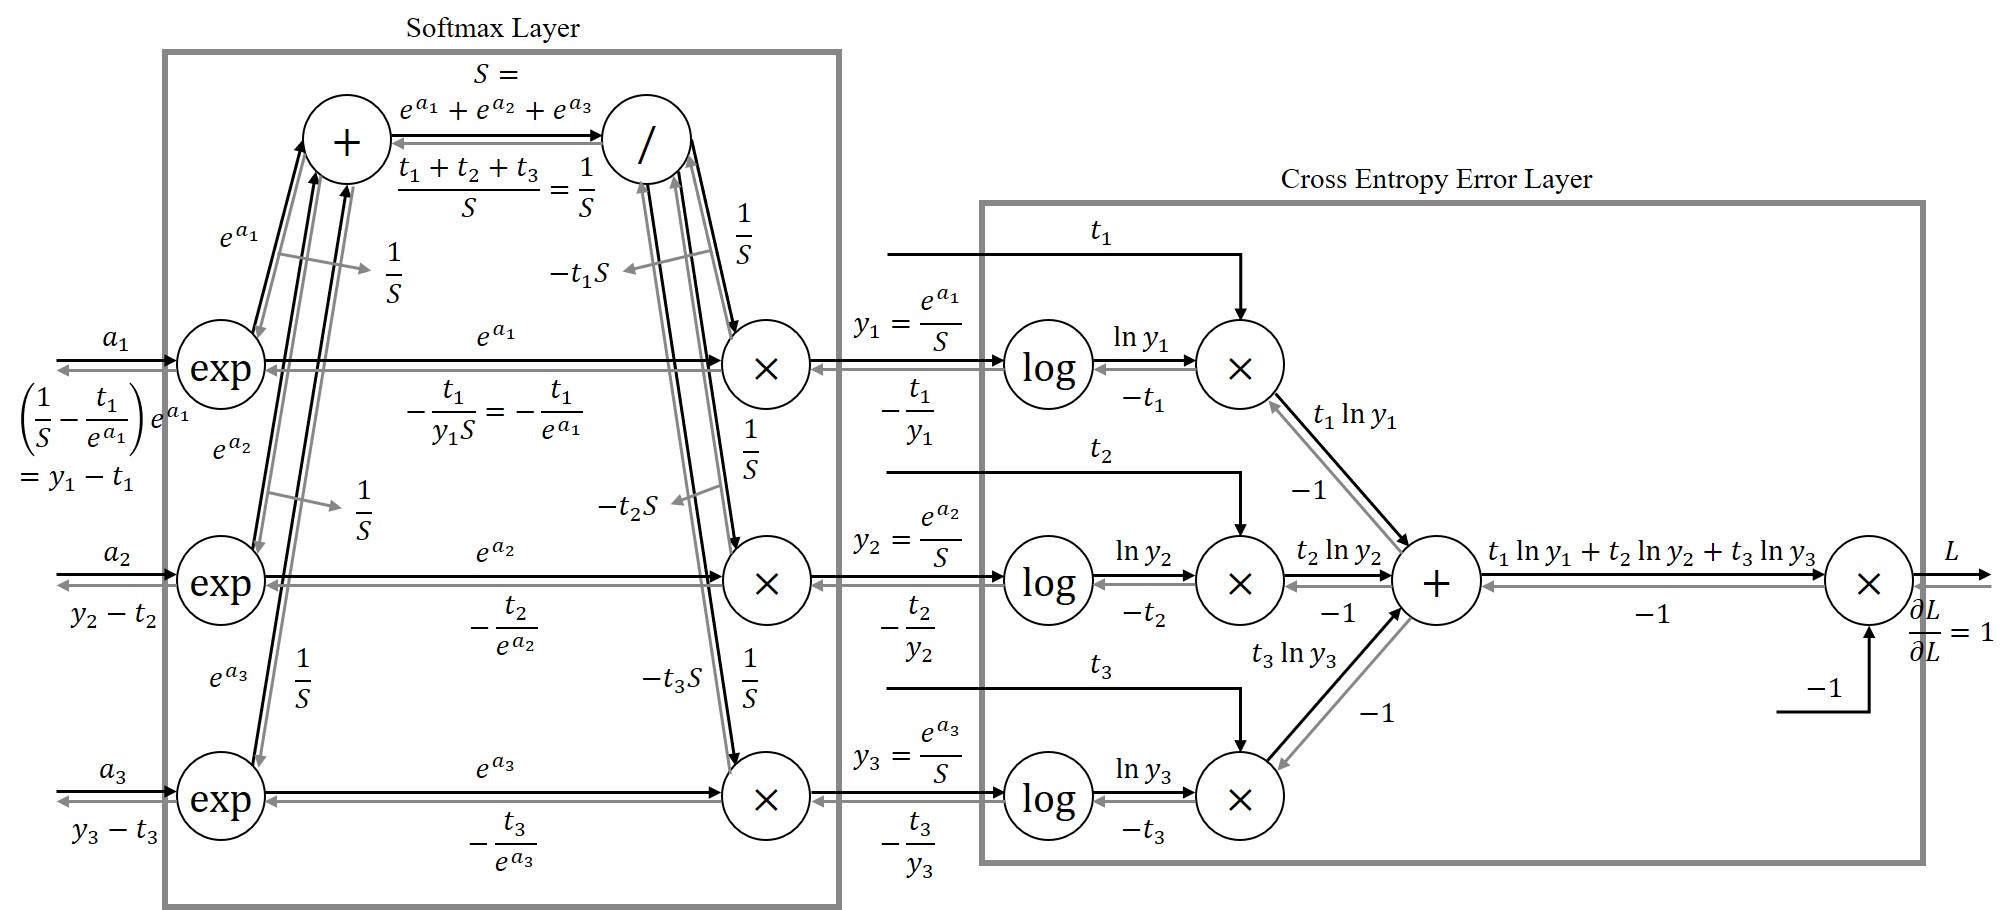 Softmax Layer
S =
e^{a_1} + e^{a_2} + e^{a_3}
+
/
\frac{t_1 + t_2 + t_3}{S} = \frac{1}{S}
Cross Entropy Error Layer
e^{a_1}
\frac{1}{S}
−t_1S
\frac{1}{S}
t_1
a_1
exp
e^{a_1}
×
y_1 = \frac{e^{a_1}}{S}
log
ln y_1
×
\left(\frac{1}{S} − \frac{t_1}{e^{a_1}}\right) e^{a_1}
= y_1 − t_1
−\frac{t_1}{y_1S} = −\frac{t_1}{e^{a_1}}
−\frac{t_1}{y_1}
−t_1
t_1 ln y_1
e^{a_2}
\frac{1}{S}
t_2
−1
\frac{1}{S}
−t_2S
a_2
exp
e^{a_2}
×
y_2 = \frac{e^{a_2}}{S}
log
ln y_2
×
t_2 ln y_2
+
t_1 ln y_1 + t_2 ln y_2 + t_3 ln y_3
×
L
y_2 − t_2
−\frac{t_2}{e^{a_2}}
−\frac{t_2}{y_2}
−t_2
−1
−1
\frac{∂L}{∂L} = 1
e^{a_3}
\frac{1}{S}
−t_3S
\frac{1}{S}
t_3
t_3 ln y_3
−1
−1
a_3
exp
e^{a_3}
×
y_3 = \frac{e^{a_3}}{S}
log
ln y_3
×
y_3 − t_3
−\frac{t_3}{e^{a_3}}
−\frac{t_3}{y_3}
−t_3